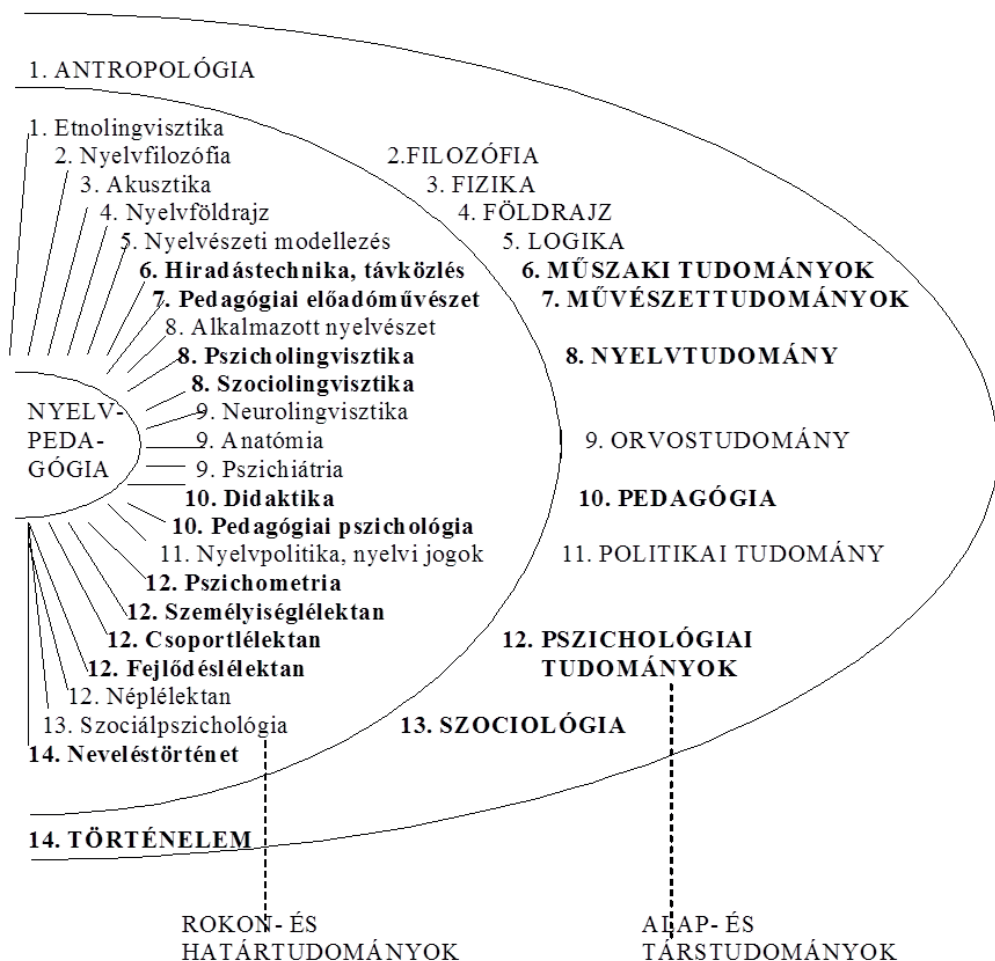 1. ANTROPOLÓGIA
1. Etnolingvisztika
2. Nyelvfilozófia
2.FILOZÓFIA
3. Akusztika
3. FIZIKA
4. Nyelvföldrajz
4. FÖLDRAJZ
5. Nyelvészeti modellezés
5. LOGIKA
6. Hiradástechnika, távközlés
6. MŰSZAKI TUDOMÁNYOK
7. Pedagógiai előadóművészet
7. MŰVÉSZETTUDOMÁNYOK
8. Alkalmazott nyelvészet
8. Pszicholingvisztika
8. NYELVTUDOMÁNY
8. Szociolingvisztika
NYELV-
PEDA-
GÓGIA
9. Neurolingvisztika
9. Anatómia
9. ORVOSTUDOMÁNY
9. Pszichiátria
10. Didaktika
10. PEDAGÓGIA
10. Pedagógiai pszichológia
11. Nyelvpolitika, nyelvi jogok
11. POLITIKAI TUDOMÁNY
12. Pszichometria
12. Személyiséglélektan
12. Csoportlélektan
12. PSZICHOLÓGIAI
TUDOMÁNYOK
12. Fejlődéslélektan
12. Néplélektan
13. Szociálpszichológia
13. SZOCIOLÓGIA
14. Neveléstörténet
14. TÖRTÉNELEM
ROKON- ÉS
HATÁRTUDOMÁNYOK
ALAP- ÉS
TÁRSTUDOMÁNYOK